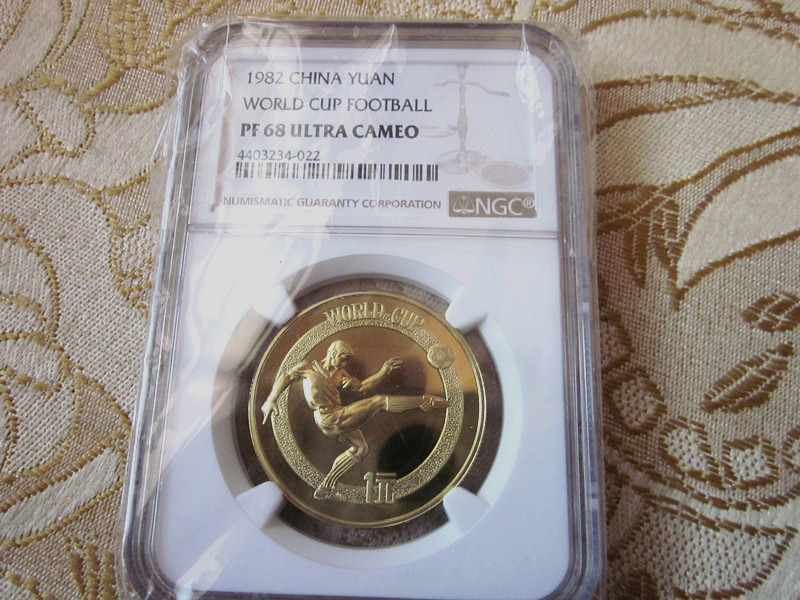 1982 CHINA YUAN
WORLD CUP FOOTBALL
PF 68 ULTRA CAMEO
4403234-022
NUMISMATIC GUARANTY CORPORATION
NGC®
WORLD CUP
1元